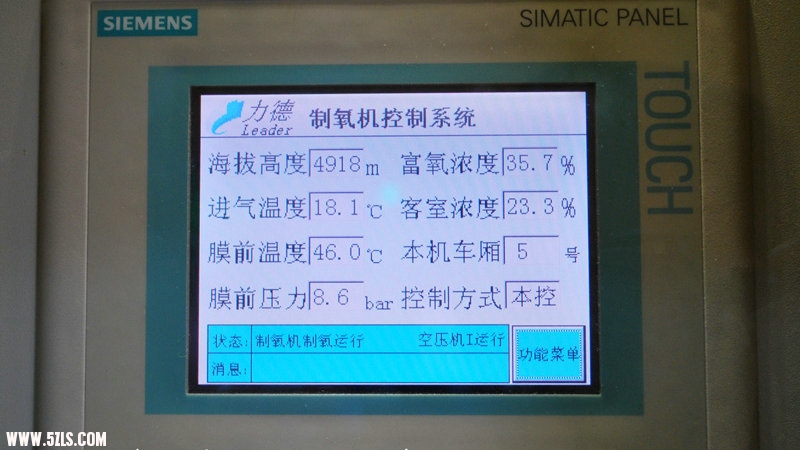 SIEMENS
SIMATIC PANEL
TOUCH
力德 制氧机控制系统
Leader
海拔高度 4918 m 富氧浓度 35.7 %
进气温度 18.1 ℃ 客室浓度 23.3 %
膜前温度 46.0 ℃ 本机车厢 5 号
膜前压力 8.6 bar 控制方式 本控
状态: 制氧机制氧运行 空压机I运行
消息:
功能菜单
WWW.5ZLS.COM